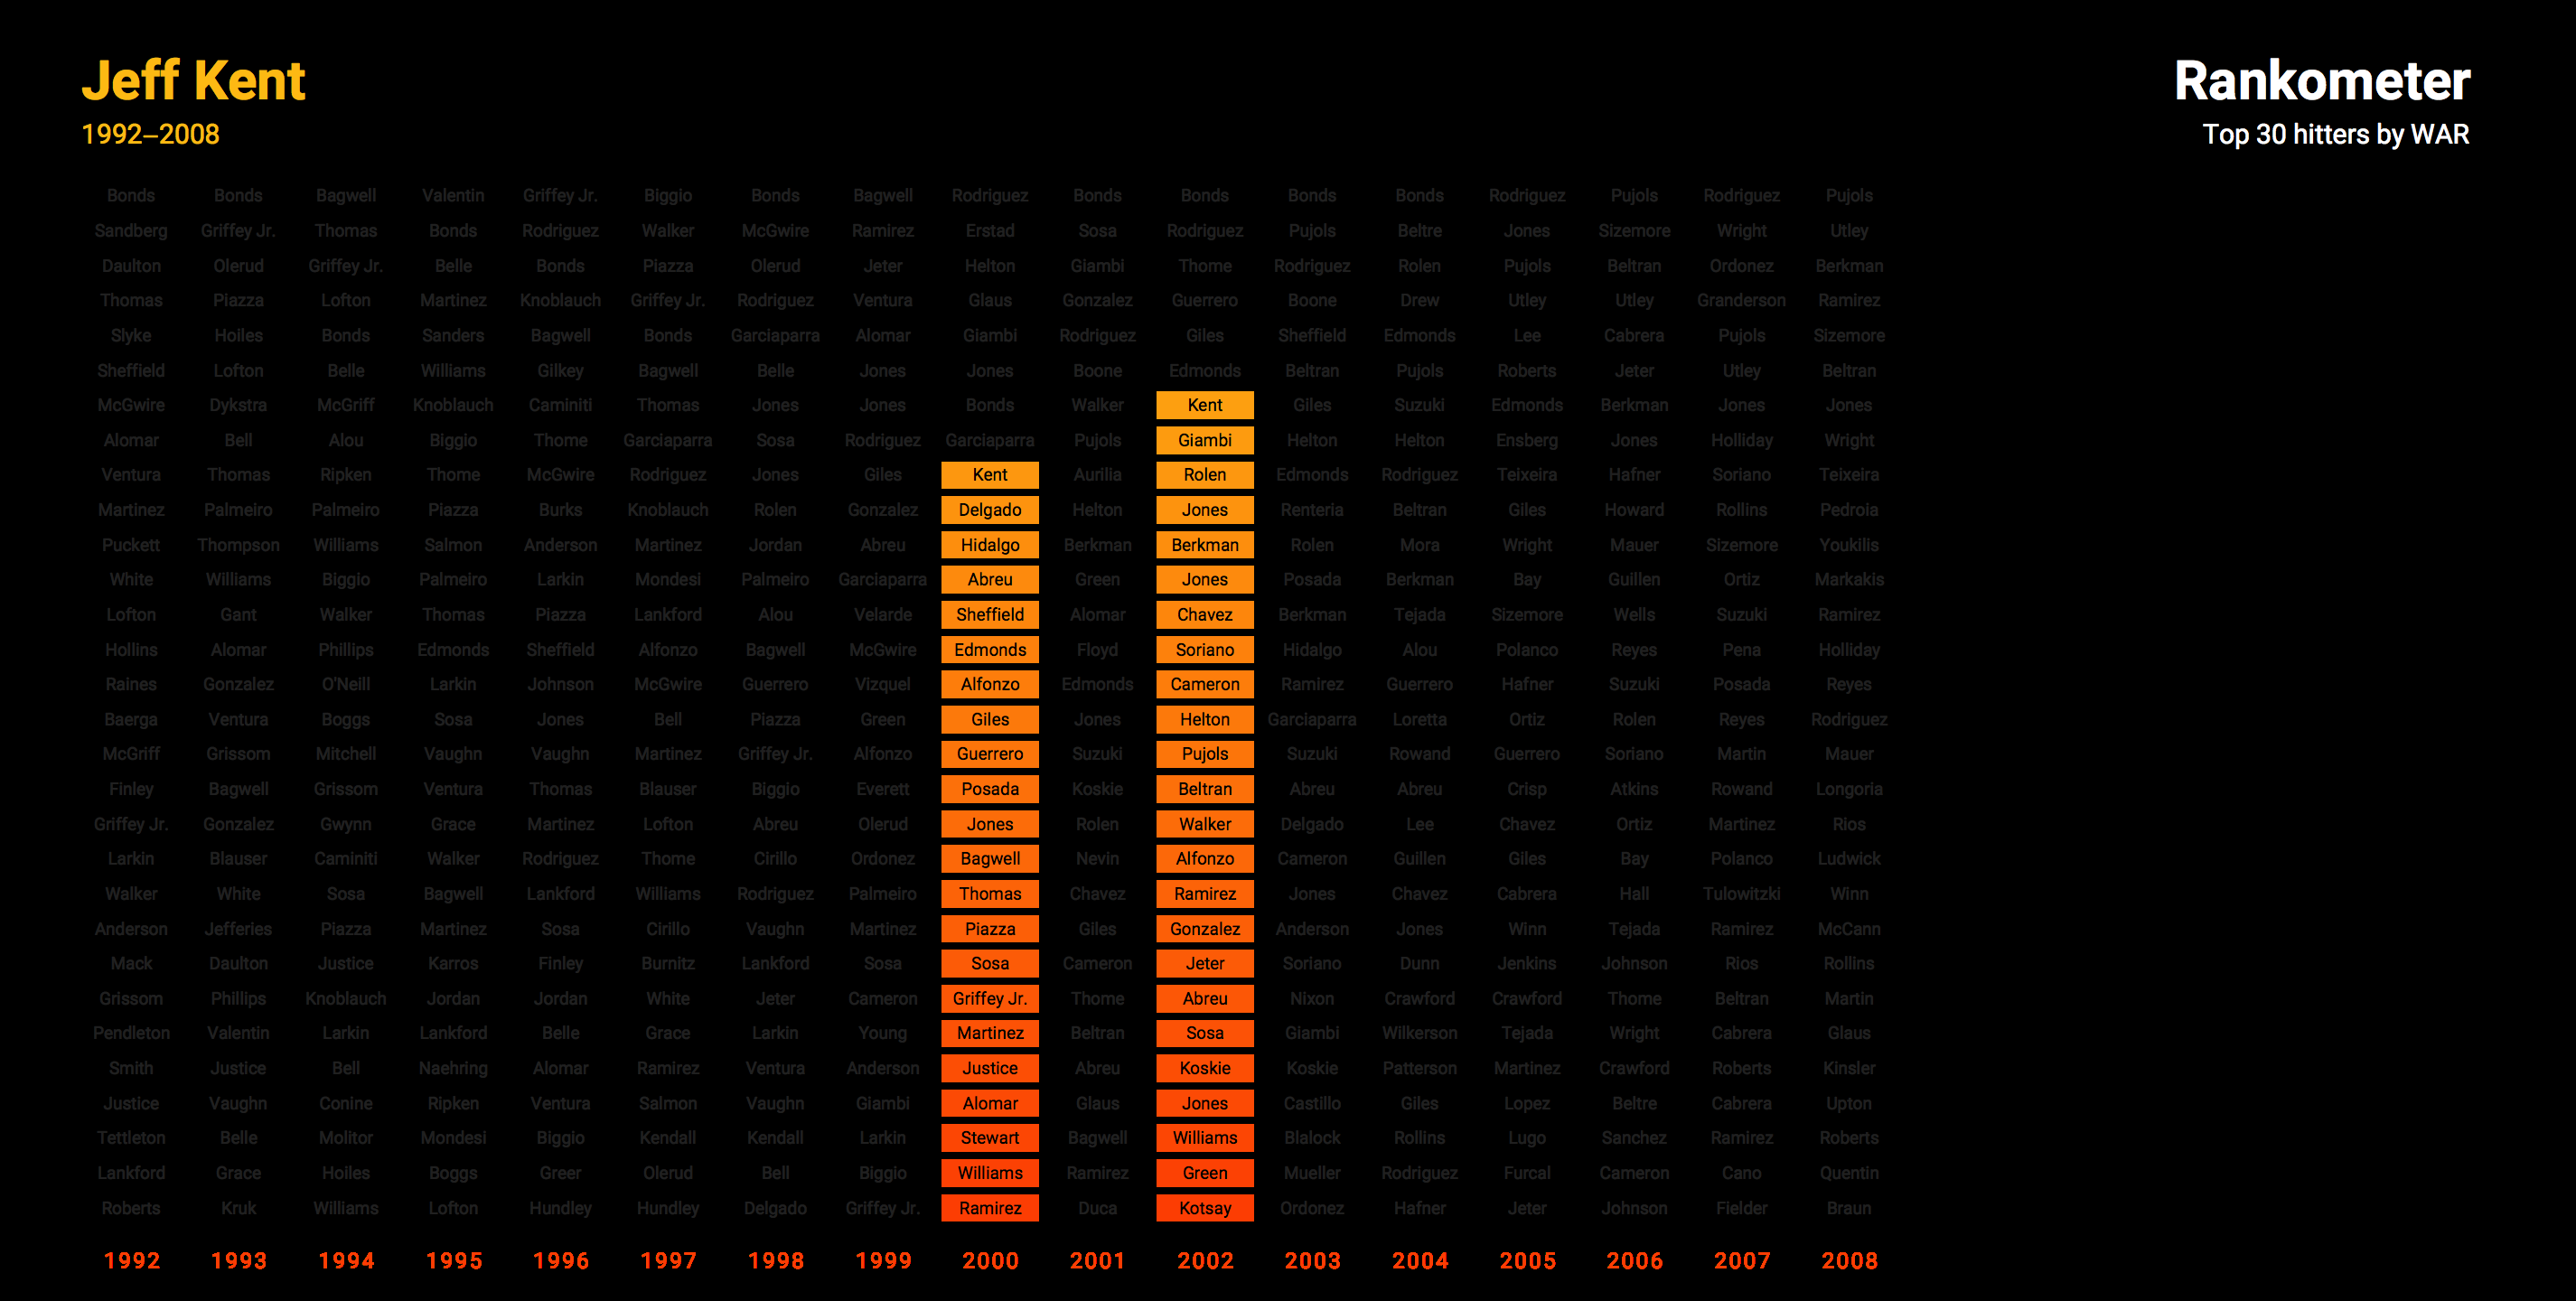 Jeff Kent
1992–2008
Rankometer
Top 30 hitters by WAR
Bonds Bonds Bagwell Valentin Griffey Jr. Biggio Bonds Bagwell Rodriguez Bonds Bonds Bonds Bonds Rodriguez Pujols Rodriguez Pujols
Sandberg Griffey Jr. Thomas Bonds Rodriguez Walker McGwire Ramirez Erstad Sosa Rodriguez Pujols Beltre Jones Sizemore Wright Utley
Daulton Olerud Griffey Jr. Belle Bonds Piazza Olerud Jeter Helton Giambi Thome Rodriguez Rolen Pujols Beltran Ordonez Berkman
Thomas Piazza Lofton Martinez Knoblauch Griffey Jr. Rodriguez Ventura Glaus Gonzalez Guerrero Boone Drew Utley Utley Granderson Ramirez
Slyke Hoiles Bonds Sanders Bagwell Bonds Garciaparra Alomar Giambi Rodriguez Giles Sheffield Edmonds Lee Cabrera Pujols Sizemore
Sheffield Lofton Belle Williams Gilkey Bagwell Belle Jones Jones Boone Edmonds Beltran Pujols Roberts Jeter Utley Beltran
McGwire Dykstra McGriff Knoblauch Caminiti Thomas Jones Jones Bonds Walker Kent Giles Suzuki Edmonds Berkman Jones Jones
Alomar Bell Alou Biggio Thome Garciaparra Sosa Rodriguez Garciaparra Pujols Giambi Helton Helton Ensberg Jones Holliday Wright
Ventura Thomas Ripken Thome McGwire Rodriguez Jones Giles Kent Aurilia Rolen Edmonds Rodriguez Teixeira Hafner Soriano Teixeira
Martinez Palmeiro Palmeiro Piazza Burks Knoblauch Rolen Gonzalez Delgado Helton Jones Renteria Beltran Giles Howard Rollins Pedroia
Puckett Thompson Williams Salmon Anderson Martinez Jordan Abreu Hidalgo Berkman Berkman Rolen Mora Wright Mauer Sizemore Youkilis
White Williams Biggio Palmeiro Larkin Mondesi Palmeiro Garciaparra Abreu Green Jones Posada Berkman Bay Guillen Ortiz Markakis
Lofton Gant Walker Thomas Piazza Lankford Alou Velarde Sheffield Alomar Chavez Berkman Tejada Sizemore Wells Suzuki Ramirez
Hollins Alomar Phillips Edmonds Sheffield Alfonzo Bagwell McGwire Edmonds Floyd Soriano Hidalgo Alou Polanco Reyes Pena Holliday
Raines Gonzalez O'Neill Larkin Johnson McGwire Guerrero Vizquel Alfonzo Edmonds Cameron Ramirez Guerrero Hafner Suzuki Posada Reyes
Baerga Ventura Boggs Sosa Jones Bell Piazza Green Giles Jones Helton Garciaparra Loretta Ortiz Rolen Reyes Rodriguez
McGriff Grissom Mitchell Vaughn Vaughn Martinez Griffey Jr. Alfonzo Guerrero Suzuki Pujols Suzuki Rowand Guerrero Soriano Martin Mauer
Finley Bagwell Grissom Ventura Thomas Blauser Biggio Everett Posada Koskie Beltran Abreu Abreu Crisp Atkins Rowand Longoria
Griffey Jr. Gonzalez Gwynn Grace Martinez Lofton Abreu Olerud Jones Rolen Walker Delgado Lee Chavez Ortiz Martinez Rios
Larkin Blauser Caminiti Walker Rodriguez Thome Cirillo Ordonez Bagwell Nevin Alfonzo Cameron Guillen Giles Bay Polanco Ludwick
Walker White Sosa Bagwell Lankford Williams Rodriguez Palmeiro Thomas Chavez Ramirez Jones Chavez Cabrera Hall Tulowitzki Winn
Anderson Jefferies Piazza Martinez Sosa Cirillo Vaughn Martinez Piazza Giles Gonzalez Anderson Jones Winn Tejada Ramirez McCann
Mack Daulton Justice Karros Finley Burnitz Lankford Sosa Sosa Cameron Jeter Soriano Dunn Jenkins Johnson Rios Rollins
Grissom Phillips Knoblauch Jordan Jordan White Jeter Cameron Griffey Jr. Thome Abreu Nixon Crawford Crawford Thome Beltran Martin
Pendleton Valentin Larkin Lankford Belle Grace Larkin Young Martinez Beltran Sosa Giambi Wilkerson Tejada Wright Cabrera Glaus
Smith Justice Bell Naehring Alomar Ramirez Ventura Anderson Justice Abreu Koskie Koskie Patterson Martinez Crawford Roberts Kinsler
Justice Vaughn Conine Ripken Ventura Salmon Vaughn Giambi Alomar Glaus Jones Castillo Giles Lopez Beltre Cabrera Upton
Tettleton Belle Molitor Mondesi Biggio Kendall Kendall Larkin Stewart Bagwell Williams Blalock Rollins Lugo Sanchez Ramirez Roberts
Lankford Grace Hoiles Boggs Greer Olerud Bell Biggio Williams Ramirez Green Mueller Rodriguez Furcal Cameron Cano Quentin
Roberts Kruk Williams Lofton Hundley Hundley Delgado Griffey Jr. Ramirez Duca Kotsay Ordonez Hafner Jeter Johnson Fielder Braun
1992 1993 1994 1995 1996 1997 1998 1999 2000 2001 2002 2003 2004 2005 2006 2007 2008